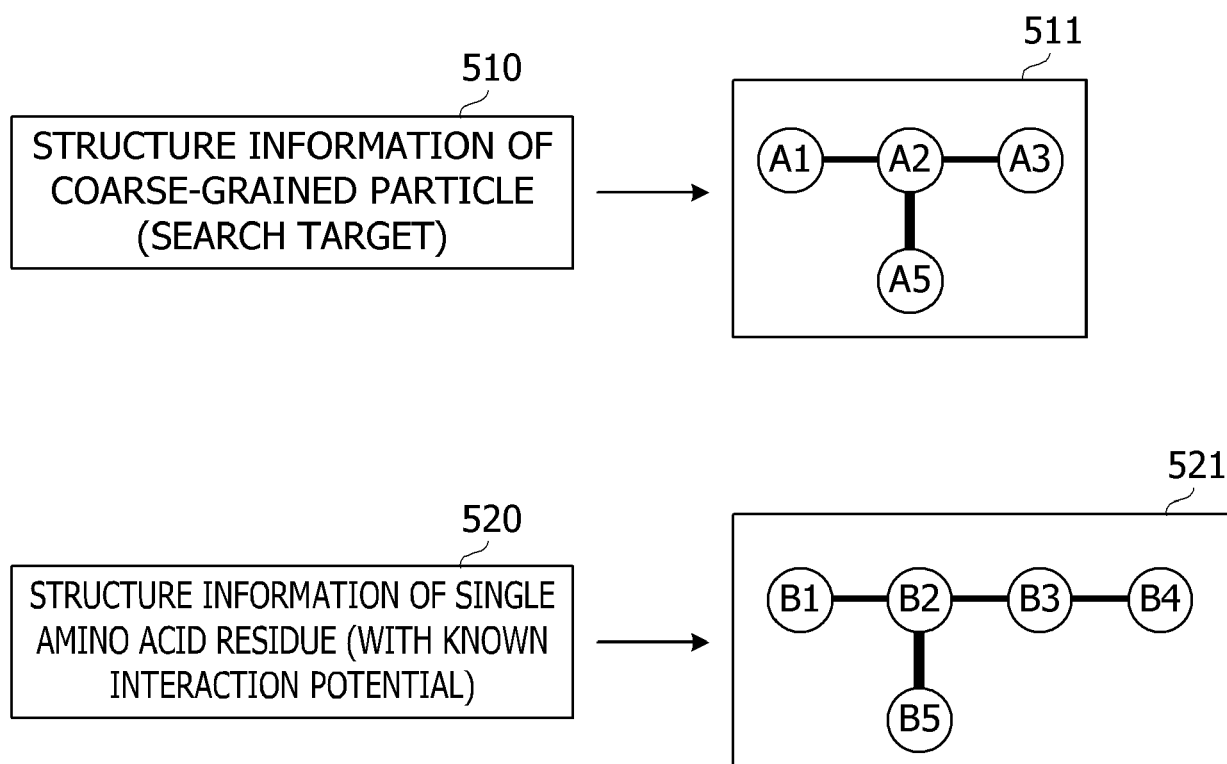 510
STRUCTURE INFORMATION OF
COARSE-GRAINED PARTICLE
(SEARCH TARGET)
511
A1 A2 A3
A5
520
STRUCTURE INFORMATION OF SINGLE
AMINO ACID RESIDUE (WITH KNOWN
INTERACTION POTENTIAL)
521
B1 B2 B3 B4
B5